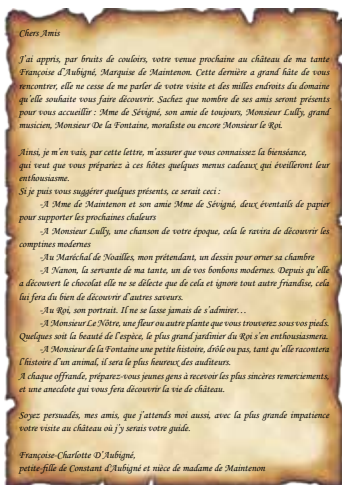 Chers Amis
J'ai appris, par bruits de couloirs, votre venue prochaine au château de ma tante
Françoise d'Aubigné, Marquise de Maintenon. Cette dernière a grand hâte de vous
rencontrer, elle ne cesse de me parler de votre visite et des milles endroits du domaine
qu'elle souhaite vous faire découvrir. Sachez que nombre de ses amis seront présents
pour vous accueillir : Mme de Sévigné, son amie de toujours, Monsieur Lully, grand
musicien, Monsieur De la Fontaine, moraliste ou encore Monsieur le Roi.
Ainsi, je m'en vais, par cette lettre, m'assurer que vous connaissez la bienséance,
qui veut que vous prépariez à ces hôtes quelques menus cadeaux qui éveilleront leur
enthousiasme.
Si je puis vous suggérer quelques présents, ce serait ceci :
-A Mme de Maintenon et son amie Mme de Sévigné, deux éventails de papier
pour supporter les prochaines chaleurs
-A Monsieur Lully, une chanson de votre époque, cela le ravira de découvrir les
comptines modernes
-Au Maréchal de Noailles, mon prétendant, un dessin pour orner sa chambre
-A Nanon, la servante de ma tante, un de vos bonbons modernes. Depuis qu'elle
a découvert le chocolat elle ne se délecte que de cela et ignore tout autre friandise, cela
lui fera du bien de découvrir d'autres saveurs.
-Au Roi, son portrait. Il ne se lasse jamais de s'admirer…
-A Monsieur Le Nôtre, une fleur ou autre plante que vous trouverez sous vos pieds.
Quelques soit la beauté de l'espèce, le plus grand jardinier du Roi s'en enthousiasmera.
-A Monsieur de la Fontaine une petite histoire, drôle ou pas, tant qu'elle racontera
l'histoire d'un animal, il sera le plus heureux des auditeurs.
A chaque offrande, préparez-vous jeunes gens à recevoir les plus sincères remerciements,
et une anecdote qui vous fera découvrir la vie de château.
Soyez persuadés, mes amis, que j'attends moi aussi, avec la plus grande impatience
votre visite au château où j'y serais votre guide.
Françoise-Charlotte D'Aubigné,
petite-fille de Constant d'Aubigné et nièce de madame de Maintenon